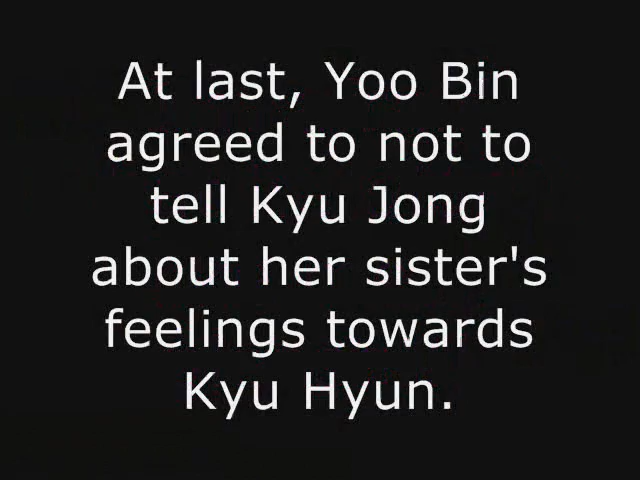 At last, Yoo Bin
agreed to not to
tell Kyu Jong
about her sister's
feelings towards
Kyu Hyun.